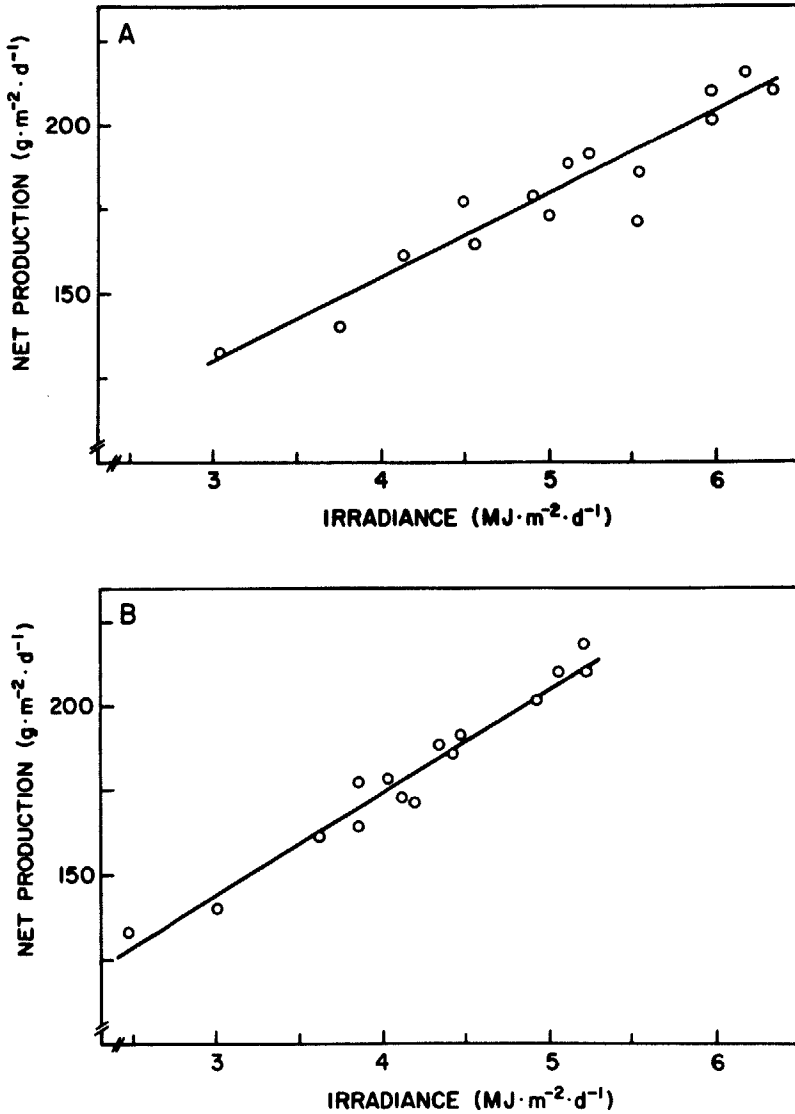 A
NET PRODUCTION (g·m⁻²·d⁻¹)
200
150
3 4 5 6
IRRADIANCE (MJ·m⁻²·d⁻¹)
B
NET PRODUCTION (g·m⁻²·d⁻¹)
200
150
3 4 5 6
IRRADIANCE (MJ·m⁻²·d⁻¹)